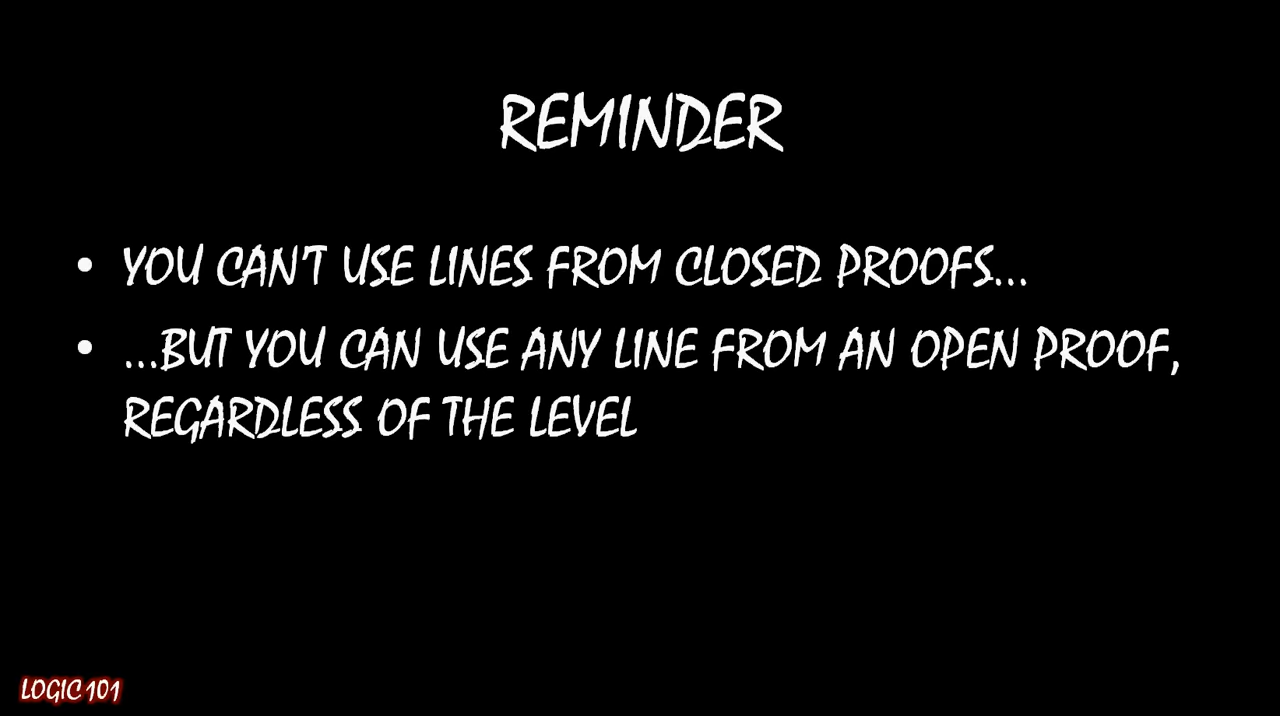 REMINDER
• YOU CAN'T USE LINES FROM CLOSED PROOFS...
• ...BUT YOU CAN USE ANY LINE FROM AN OPEN PROOF,
REGARDLESS OF THE LEVEL
LOGIC 101